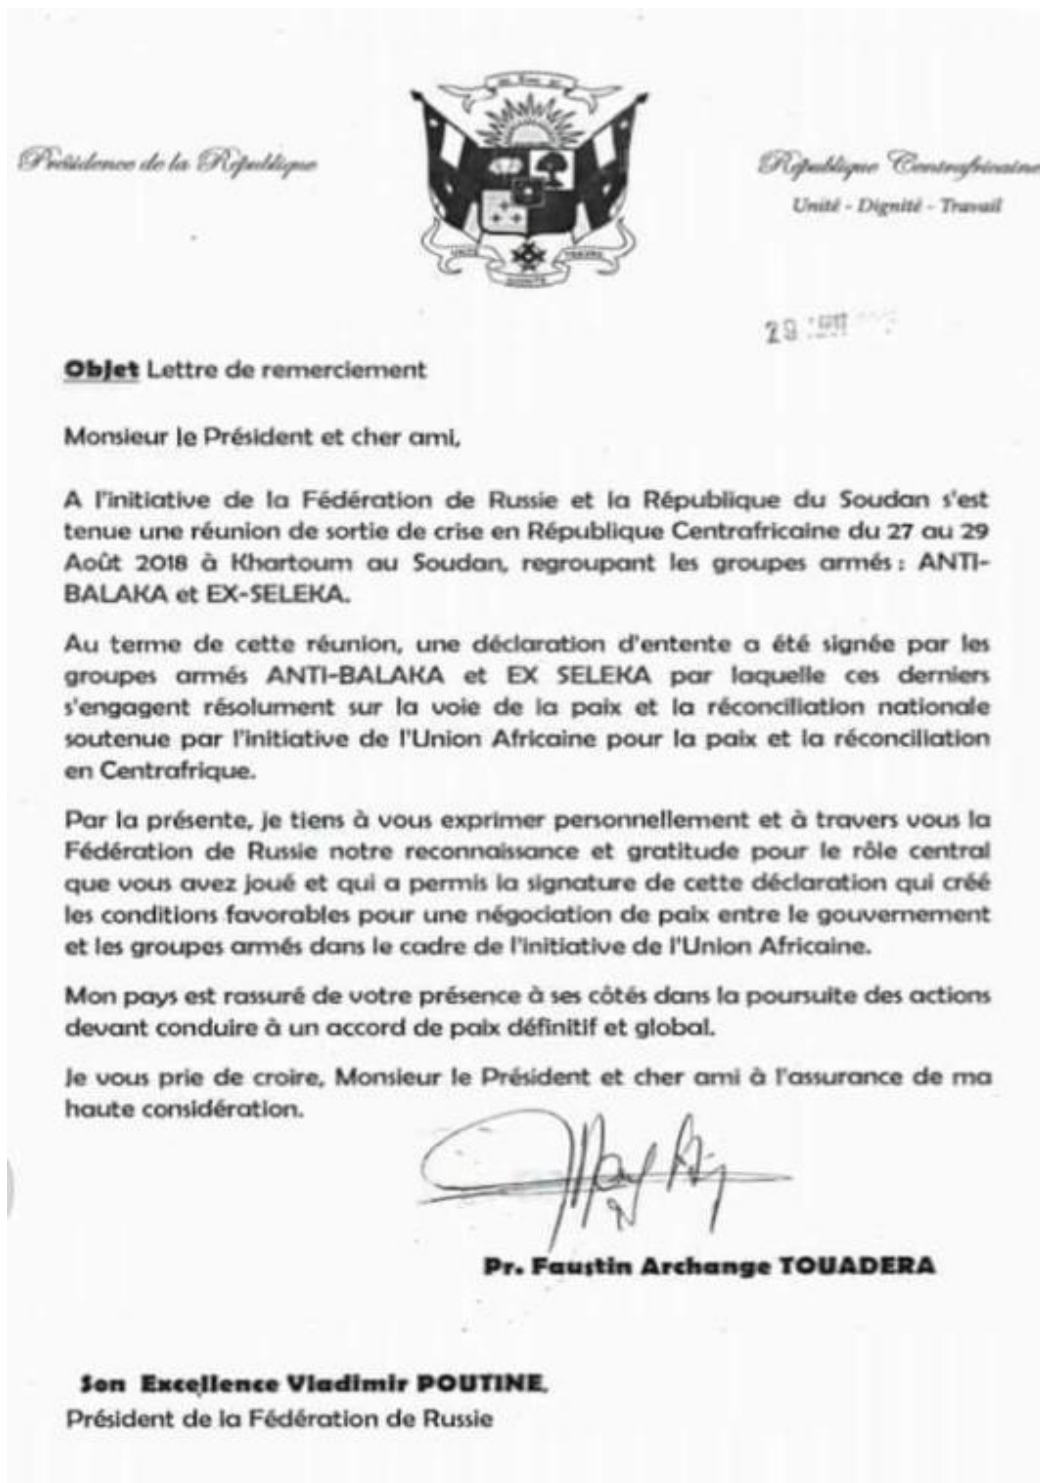 Présidence de la République
République Centrafricaine
Unité - Dignité - Travail
UNITE
TRAVAIL
DIGNITE
29
Objet Lettre de remerciement
Monsieur le Président et cher ami,
A l'initiative de la Fédération de Russie et la République du Soudan s'est
tenue une réunion de sortie de crise en République Centrafricaine du 27 au 29
Août 2018 à Khartoum au Soudan, regroupant les groupes armés : ANTI-
BALAKA et EX-SELEKA.
Au terme de cette réunion, une déclaration d'entente a été signée par les
groupes armés ANTI-BALAKA et EX SELEKA par laquelle ces derniers
s'engagent résolument sur la voie de la paix et la réconciliation nationale
soutenue par l'initiative de l'Union Africaine pour la paix et la réconciliation
en Centrafrique.
Par la présente, je tiens à vous exprimer personnellement et à travers vous la
Fédération de Russie notre reconnaissance et gratitude pour le rôle central
que vous avez joué et qui a permis la signature de cette déclaration qui créé
les conditions favorables pour une négociation de paix entre le gouvernement
et les groupes armés dans le cadre de l'initiative de l'Union Africaine.
Mon pays est rassuré de votre présence à ses côtés dans la poursuite des actions
devant conduire à un accord de paix définitif et global.
Je vous prie de croire, Monsieur le Président et cher ami à l'assurance de ma
haute considération.
Pr. Faustin Archange TOUADERA
Son Excellence Vladimir POUTINE,
Président de la Fédération de Russie